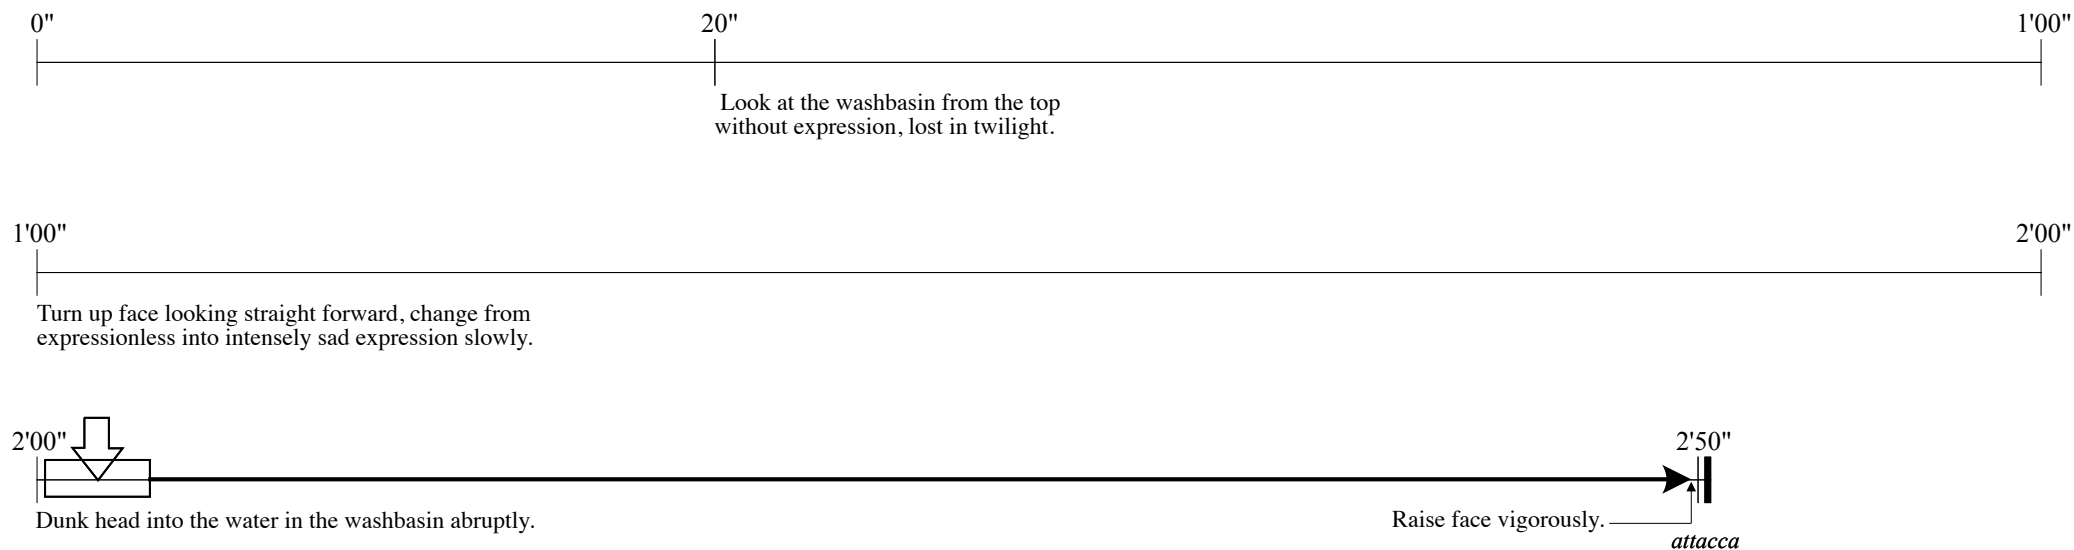 0" 20" 1'00"
Look at the washbasin from the top
without expression, lost in twilight.
1'00" 2'00"
Turn up face looking straight forward, change from
expressionless into intensely sad expression slowly.
2'00" 2'50"
Dunk head into the water in the washbasin abruptly.
Raise face vigorously.
attacca